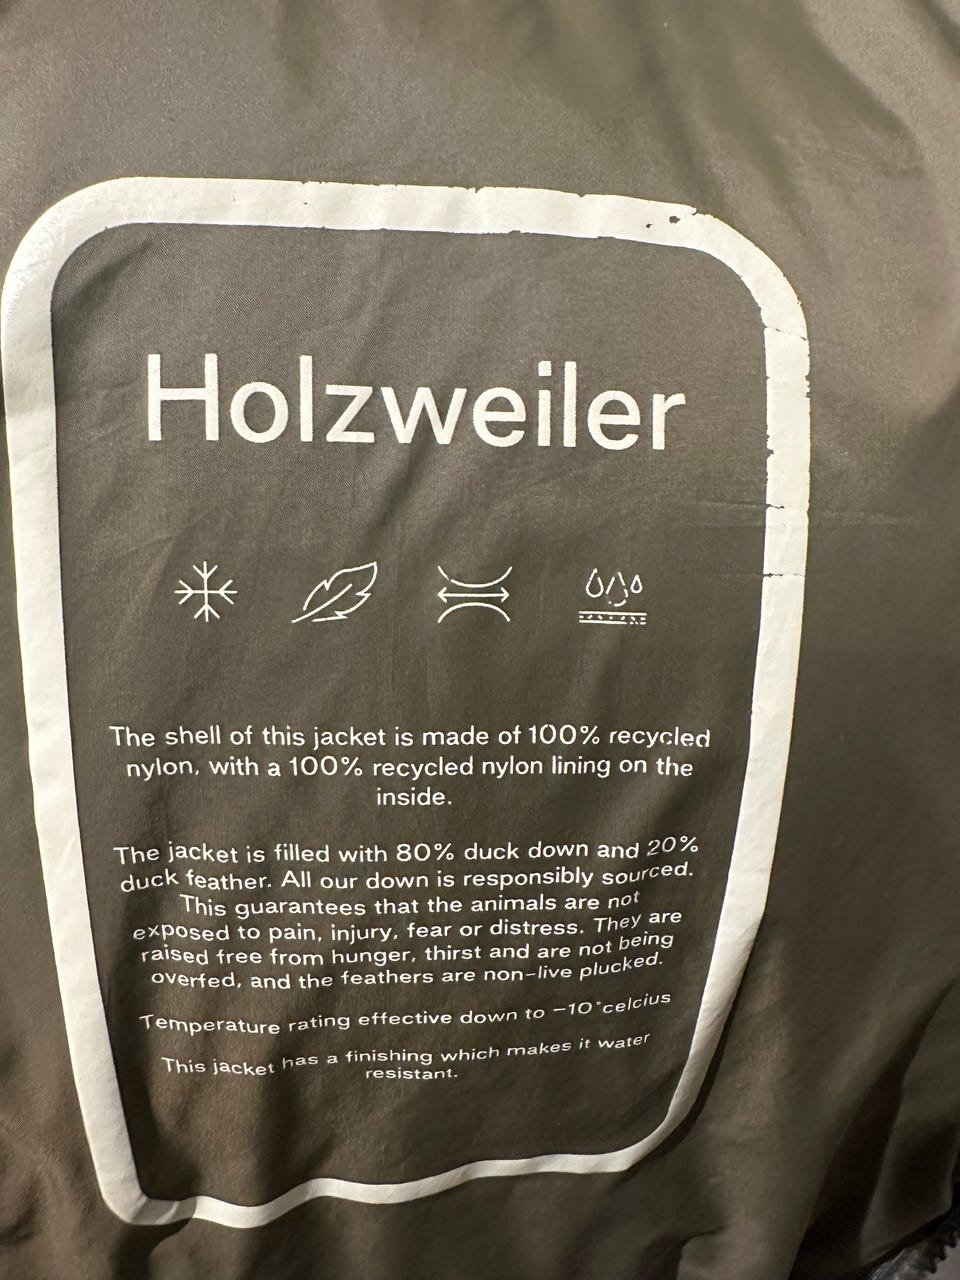 Holzweiler
The shell of this jacket is made of 100% recycled
nylon, with a 100% recycled nylon lining on the
inside.
The jacket is filled with 80% duck down and 20%
duck feather. All our down is responsibly sourced.
This guarantees that the animals are not
exposed to pain, injury, fear or distress. They are
raised free from hunger, thirst and are not being
overfed, and the feathers are non-live plucked.
Temperature rating effective down to -10°celcius
This jacket has a finishing which makes it water
resistant.